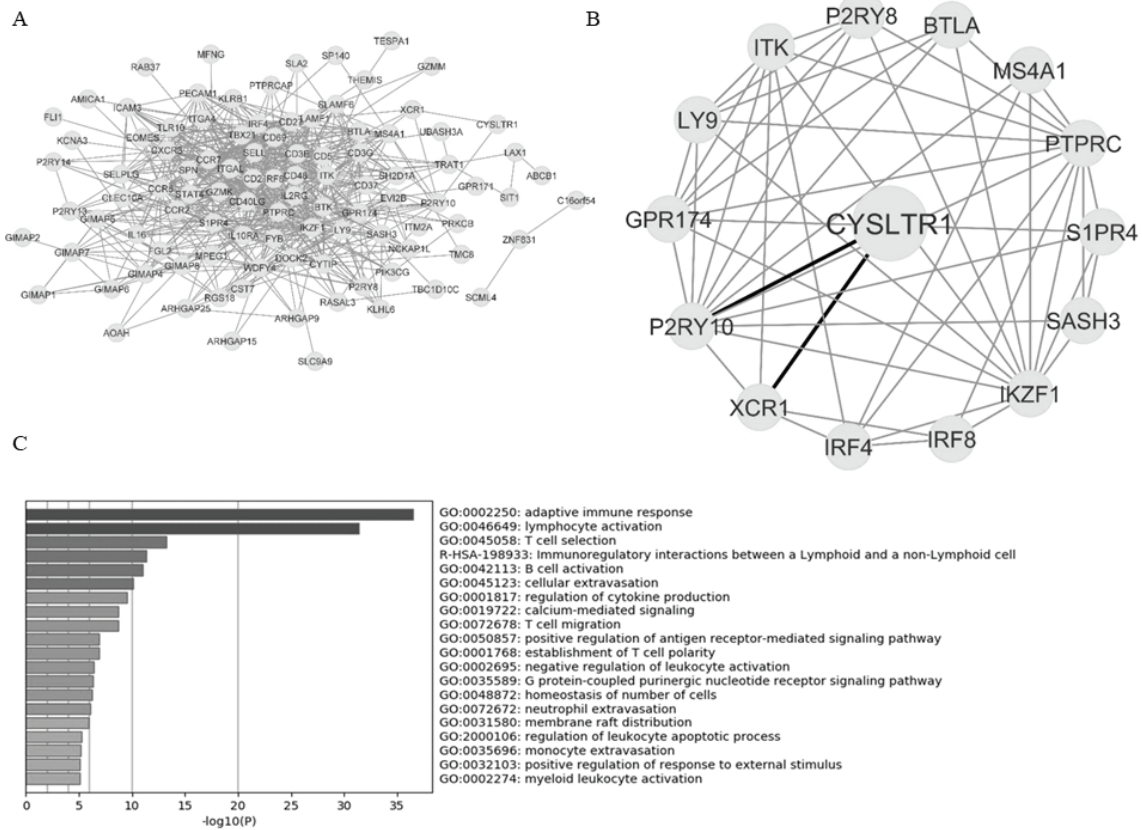 A
B
TESPA1
MFNG
SP140
SLA2
GZMM
RAB37
THEMIS
PTPRCAP
PECAM1
KLRB1
SLAMF6
AMICA1
ICAM3
XCR1
ITGA4
IRF4
CD27
LAMP1
CYSLTR1
FLI1
TLR10
TBX21
CD69
BTLA
MS4A1
UBASH3A
KCNA3
EOMES
CXCR5
SELL
CD3E
CD5
CD3G
LAX1
CCR7
P2RY14
SPN
ITGAL
TRAT1
ABCB1
SELPLG
CD2
IRF8
CD48
ITK
SH2D1A
CCR5
STAT4
GZMK
CD37
GPR171
CLEC10A
IL2RG
EVI2B
SIT1
C16orf54
CD40LG
P2RY10
P2RY13
CCR2
PTPRC
BTK
GPR174
GIMAP5
S1PR4
ITM2A
PRKCB
IKZF1
LY9
GIMAP2
IL16
IL10RA
FYB
SASH3
ZNF831
GIMAP7
FGL2
MPEG1
DOCK2
NCKAP1L
TMC8
GIMAP4
GIMAP8
WDFY4
CYTIP
PIK3CG
GIMAP1
GIMAP6
CST7
P2RY8
TBC1D10C
RGS18
RASAL3
SCML4
ARHGAP25
KLHL6
AOAH
ARHGAP9
ARHGAP15
SLC9A9
P2RY8
BTLA
ITK
MS4A1
LY9
PTPRC
GPR174
CYSLTR1
S1PR4
P2RY10
SASH3
XCR1
IKZF1
IRF4
IRF8
C
GO:0002250: adaptive immune response
GO:0046649: lymphocyte activation
GO:0045058: T cell selection
R-HSA-198933: Immunoregulatory interactions between a Lymphoid and a non-Lymphoid cell
GO:0042113: B cell activation
GO:0045123: cellular extravasation
GO:0001817: regulation of cytokine production
GO:0019722: calcium-mediated signaling
GO:0072678: T cell migration
GO:0050857: positive regulation of antigen receptor-mediated signaling pathway
GO:0001768: establishment of T cell polarity
GO:0002695: negative regulation of leukocyte activation
GO:0035589: G protein-coupled purinergic nucleotide receptor signaling pathway
GO:0048872: homeostasis of number of cells
GO:0072672: neutrophil extravasation
GO:0031580: membrane raft distribution
GO:2000106: regulation of leukocyte apoptotic process
GO:0035696: monocyte extravasation
GO:0032103: positive regulation of response to external stimulus
GO:0002274: myeloid leukocyte activation
0 5 10 15 20 25 30 35
-log10(P)